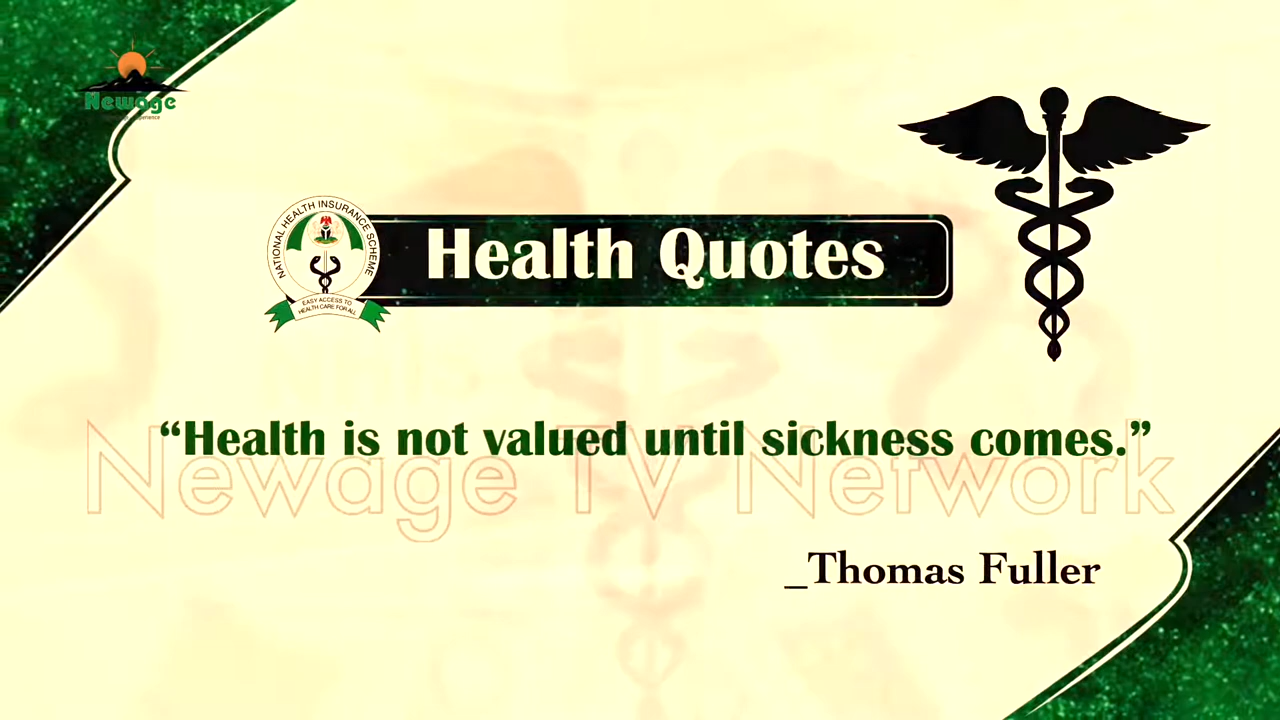 Newage
NATIONAL HEALTH INSURANCE SCHEME
EASY ACCESS TO
HEALTH CARE FOR ALL
Health Quotes
“Health is not valued until sickness comes.”
Newage TV Network
_Thomas Fuller